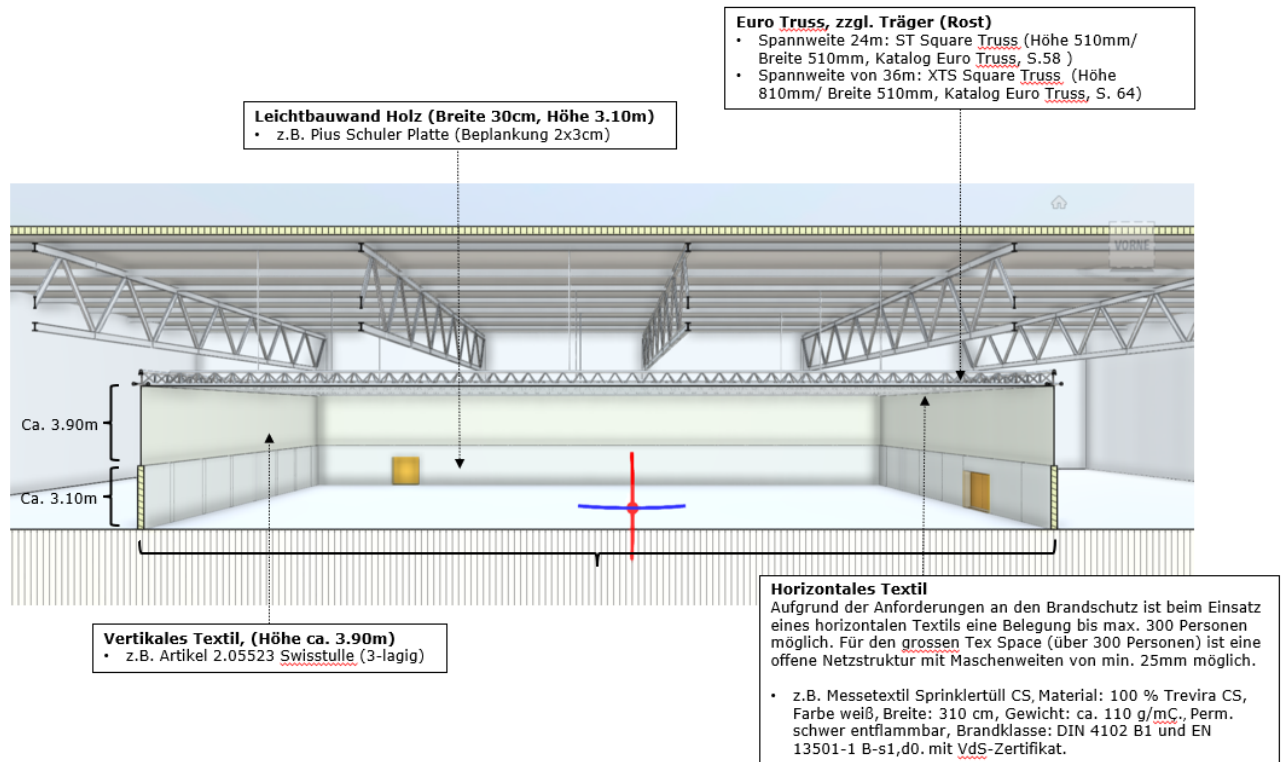 Euro Truss, zzgl. Träger (Rost)
• Spannweite 24m: ST Square Truss (Höhe 510mm/
Breite 510mm, Katalog Euro Truss, S.58 )
• Spannweite von 36m: XTS Square Truss (Höhe
810mm/ Breite 510mm, Katalog Euro Truss, S. 64)
Leichtbauwand Holz (Breite 30cm, Höhe 3.10m)
• z.B. Pius Schuler Platte (Beplankung 2x3cm)
VORNE
Ca. 3.90m
Ca. 3.10m
Vertikales Textil, (Höhe ca. 3.90m)
• z.B. Artikel 2.05523 Swisstulle (3-lagig)
Horizontales Textil
Aufgrund der Anforderungen an den Brandschutz ist beim Einsatz
eines horizontalen Textils eine Belegung bis max. 300 Personen
möglich. Für den grossen Tex Space (über 300 Personen) ist eine
offene Netzstruktur mit Maschenweiten von min. 25mm möglich.
• z.B. Messetextil Sprinklertüll CS, Material: 100 % Trevira CS,
Farbe weiß, Breite: 310 cm, Gewicht: ca. 110 g/mÇ., Perm.
schwer entflammbar, Brandklasse: DIN 4102 B1 und EN
13501-1 B-s1,d0. mit VdS-Zertifikat.